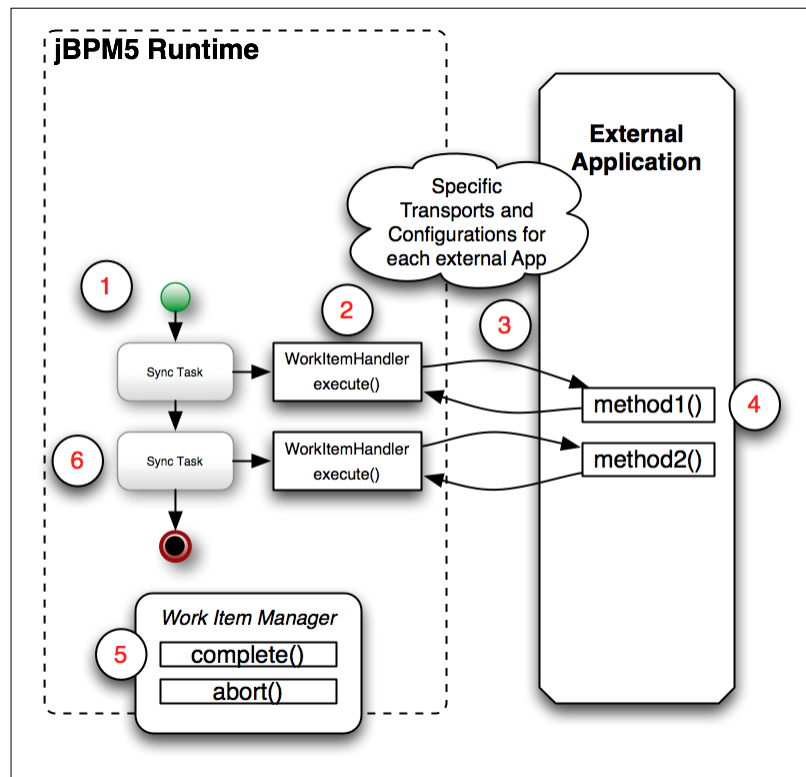 jBPM5 Runtime
External
Application
Specific
Transports and
Configurations for
each external App
1
2
3
Sync Task
WorkItemHandler
execute()
method1()
4
6
Sync Task
WorkItemHandler
execute()
method2()
5
Work Item Manager
complete()
abort()